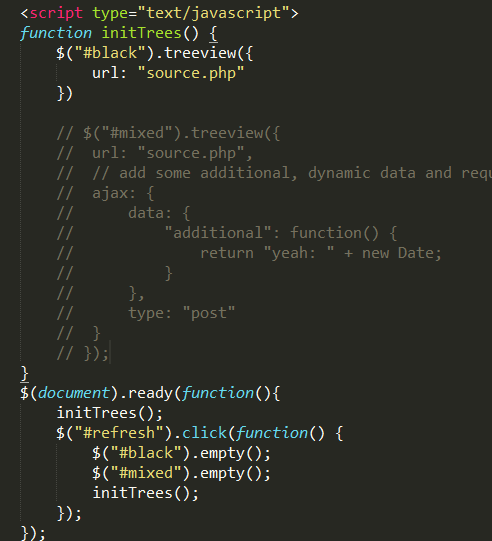 <script type="text/javascript">
function initTrees() {
    $("#black").treeview({
        url: "source.php"
    })

    // $("#mixed").treeview({
    //  url: "source.php",
    //  // add some additional, dynamic data and requ
    //  ajax: {
    //      data: {
    //          "additional": function() {
    //              return "yeah: " + new Date;
    //          }
    //      },
    //      type: "post"
    //  }
    // });
}
$(document).ready(function(){
    initTrees();
    $("#refresh").click(function() {
        $("#black").empty();
        $("#mixed").empty();
        initTrees();
    });
});